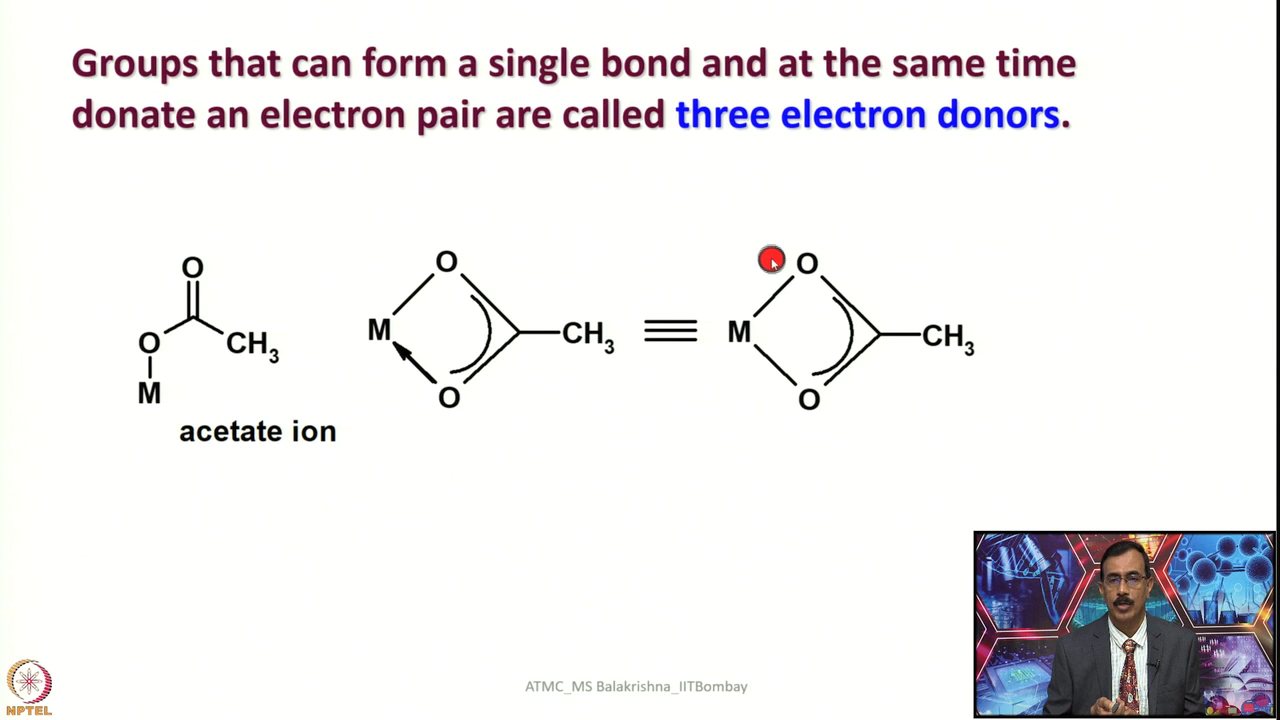 Groups that can form a single bond and at the same time
donate an electron pair are called three electron donors.
O
O
CH3
M
acetate ion
O
M
O
CH3
≡
O
M
O
CH3
ATMC_MS Balakrishna_IITBombay
NPTEL